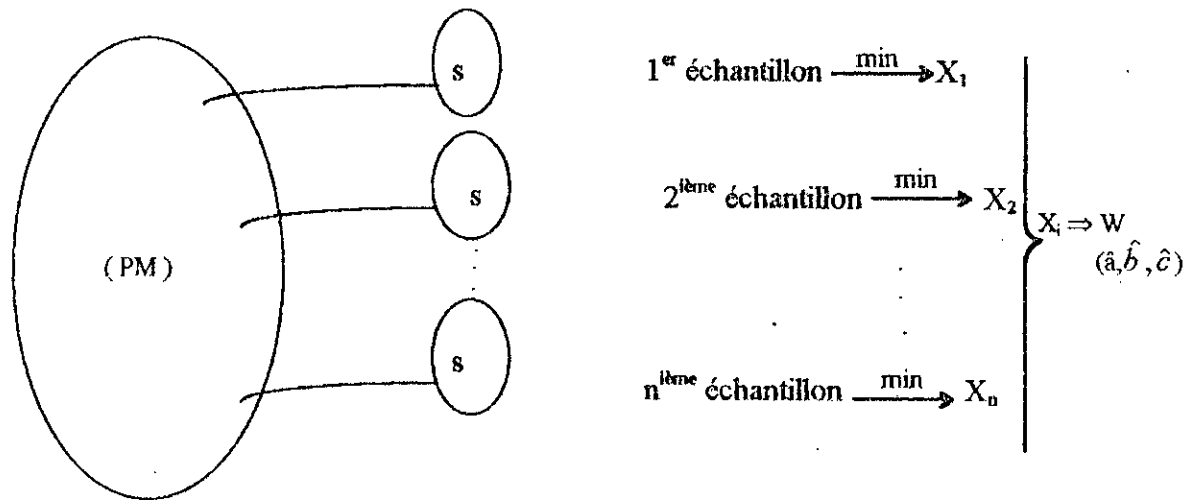 s
1er échantillon min X1
s
2ième échantillon min X2
Xi ⇒ W
(PM)
(â, b̂, ĉ)
s
nième échantillon min Xn